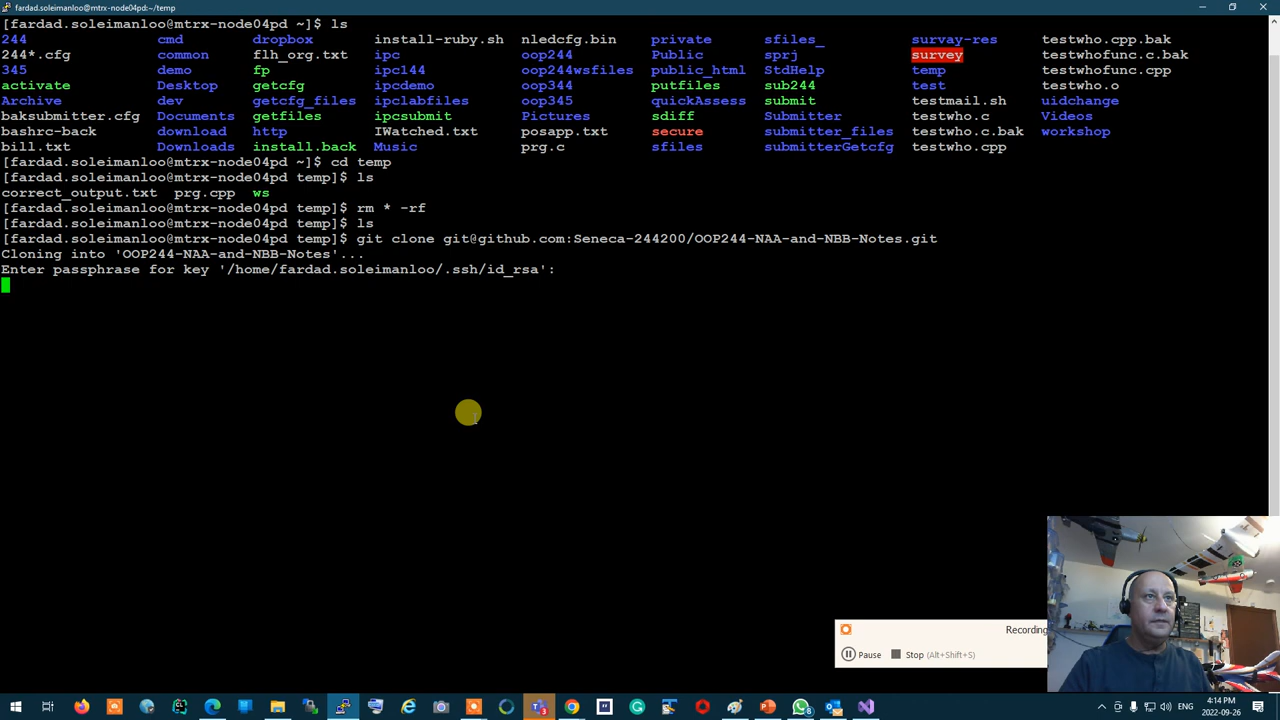 fardad.soleimanloo@mtrx-node04pd:~/temp
[fardad.soleimanloo@mtrx-node04pd ~]$ ls
244 cmd dropbox install-ruby.sh nledcfg.bin private sfiles_ survay-res testwho.cpp.bak
244*.cfg common flh_org.txt ipc oop244 Public sprj survey testwhofunc.c.bak
345 demo fp ipc144 oop244wsfiles public_html StdHelp temp testwhofunc.cpp
activate Desktop getcfg ipcdemo oop344 putfiles sub244 test testwho.o
Archive dev getcfg_files ipclabfiles oop345 quickAssess submit testmail.sh uidchange
baksubmitter.cfg Documents getfiles ipcsubmit Pictures sdiff Submitter testwho.c Videos
bashrc-back download http IWatched.txt posapp.txt secure submitter_files testwho.c.bak workshop
bill.txt Downloads install.back Music prg.c sfiles submitterGetcfg testwho.cpp
[fardad.soleimanloo@mtrx-node04pd ~]$ cd temp
[fardad.soleimanloo@mtrx-node04pd temp]$ ls
correct_output.txt prg.cpp ws
[fardad.soleimanloo@mtrx-node04pd temp]$ rm * -rf
[fardad.soleimanloo@mtrx-node04pd temp]$ ls
[fardad.soleimanloo@mtrx-node04pd temp]$ git clone git@github.com:Seneca-244200/OOP244-NAA-and-NBB-Notes.git
Cloning into 'OOP244-NAA-and-NBB-Notes'...
Enter passphrase for key '/home/fardad.soleimanloo/.ssh/id_rsa':
Recording
Pause Stop (Alt+Shift+S)
ENG
4:14 PM
2022-09-26